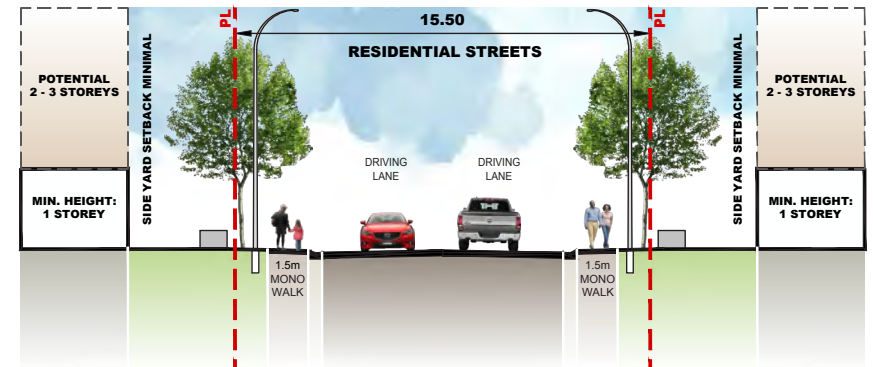 PL
15.50
PL
RESIDENTIAL STREETS
POTENTIAL
2 - 3 STOREYS
SIDE YARD SETBACK MINIMAL
DRIVING
LANE
DRIVING
LANE
SIDE YARD SETBACK MINIMAL
POTENTIAL
2 - 3 STOREYS
MIN. HEIGHT:
1 STOREY
MIN. HEIGHT:
1 STOREY
1.5m
MONO
WALK
1.5m
MONO
WALK